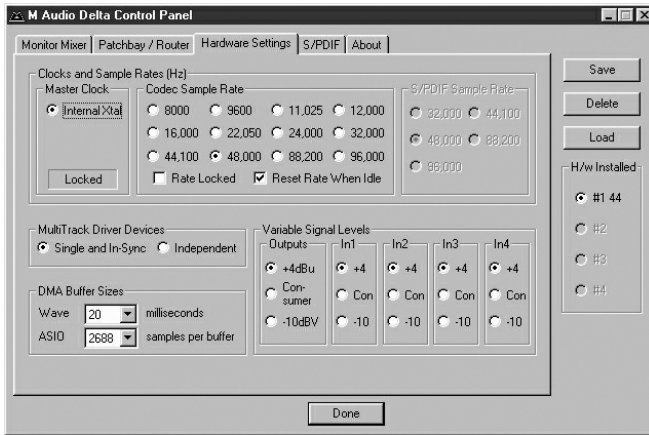 M Audio Delta Control Panel
Monitor Mixer Patchbay / Router Hardware Settings S/PDIF About
Clocks and Sample Rates (Hz)
Master Clock
Internal Xtal
Locked
Codec Sample Rate
8000 9600 11,025 12,000
16,000 22,050 24,000 32,000
44,100 48,000 88,200 96,000
Rate Locked Reset Rate When Idle
S/PDIF Sample Rate
32,000 44,100
48,000 88,200
96,000
MultiTrack Driver Devices
Single and In-Sync Independent
DMA Buffer Sizes
Wave 20 milliseconds
ASIO 2688 samples per buffer
Variable Signal Levels
Outputs In1 In2 In3 In4
+4dBu +4 +4 +4 +4
Con-
sumer Con Con Con Con
-10dBV -10 -10 -10 -10
Save
Delete
Load
H/w Installed
#1 44
#2
#3
#4
Done